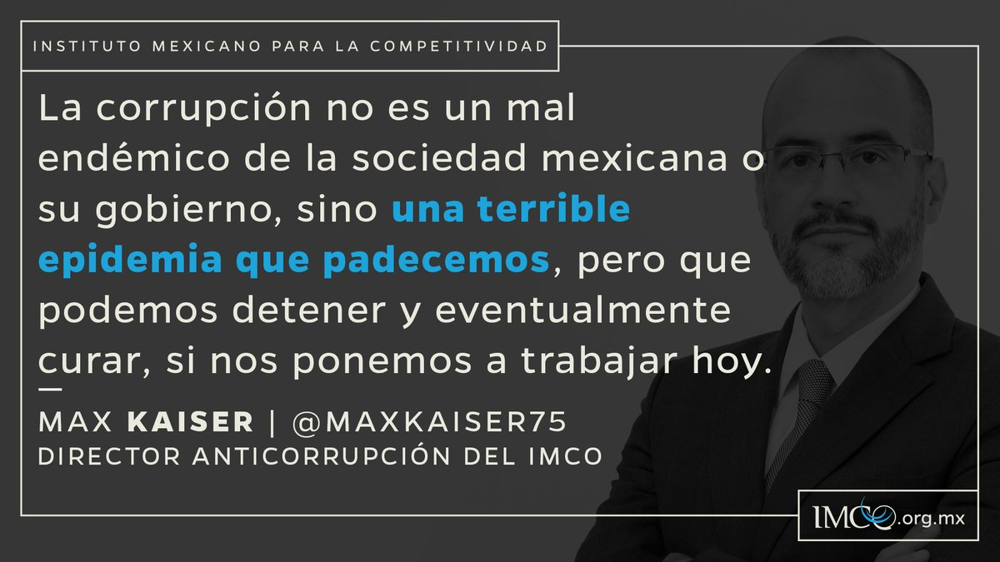 INSTITUTO MEXICANO PARA LA COMPETITIVIDAD
La corrupción no es un mal
endémico de la sociedad mexicana o
su gobierno, sino una terrible
epidemia que padecemos, pero que
podemos detener y eventualmente
curar, si nos ponemos a trabajar hoy.
MAX KAISER | @MAXKAISER75
DIRECTOR ANTICORRUPCIÓN DEL IMCO
IMCO.org.mx